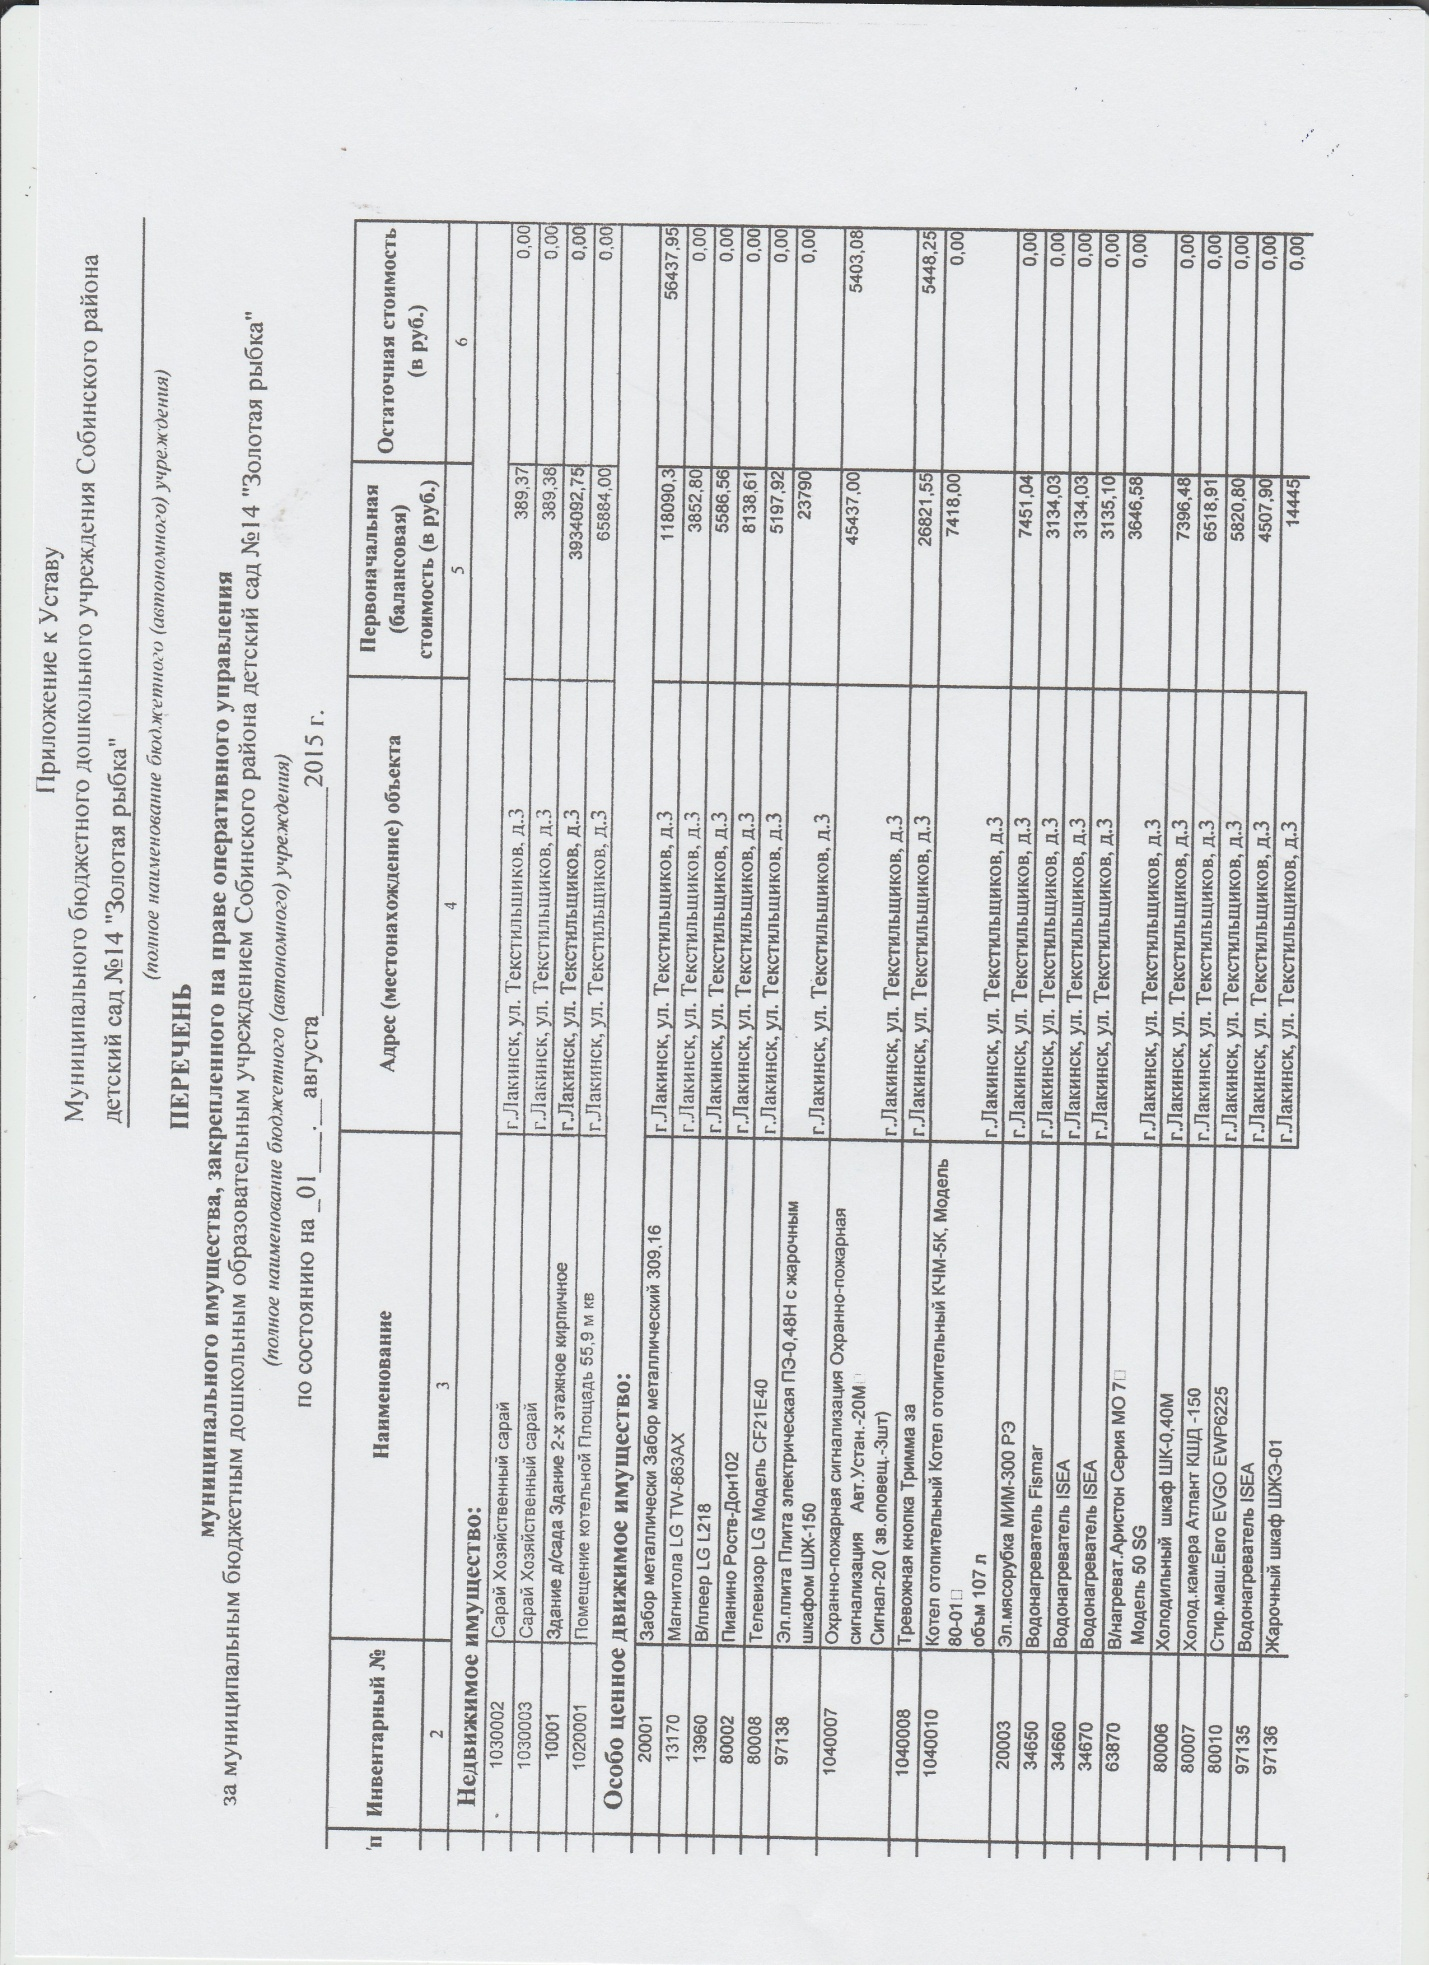 Приложение к Уставу
Муниципального бюджетного дошкольного учреждения Собинского района
детский сад №14 "Золотая рыбка"
(полное наименование бюджетного (автономного) учреждения)
ПЕРЕЧЕНЬ
муниципального имущества, закрепленного на праве оперативного управления
за муниципальным бюджетным дошкольным образовательным учреждением Собинского района детский сад №14 "Золотая рыбка"
(полное наименование бюджетного (автономного) учреждения)
по состоянию на _01___.__августа__________________ 2015 г.
'п Инвентарный № Наименование Адрес (местонахождение) объекта Первоначальная (балансовая) стоимость (в руб.) Остаточная стоимость (в руб.)
2 3 4 5 6
Недвижимое имущество:
1030002 Сарай Хозяйственный сарай г.Лакинск, ул. Текстильщиков, д.3 389,37 0,00
1030003 Сарай Хозяйственный сарай г.Лакинск, ул. Текстильщиков, д.3 389,38 0,00
10001 Здание д/сада Здание 2-х этажное кирпичное г.Лакинск, ул. Текстильщиков, д.3 3934092,75 0,00
1020001 Помещение котельной Площадь 55,9 м кв г.Лакинск, ул. Текстильщиков, д.3 65884,00 0,00
Особо ценное движимое имущество:
20001 Забор металлически Забор металлический 309,16 г.Лакинск, ул. Текстильщиков, д.3 118090,3 56437,95
13170 Магнитола LG TW-863AX г.Лакинск, ул. Текстильщиков, д.3 3852,80 0,00
13960 В/плеер LG L218 г.Лакинск, ул. Текстильщиков, д.3 5586,56 0,00
80002 Пианино Роств-Дон102 г.Лакинск, ул. Текстильщиков, д.3 8138,61 0,00
80008 Телевизор LG Модель CF21E40 г.Лакинск, ул. Текстильщиков, д.3 5197,92 0,00
97138 Эл.плита Плита электрическая ПЭ-0,48Н с жарочным 23790 0,00
шкафом ШЖ-150 г.Лакинск, ул. Текстильщиков, д.3
1040007 Охранно-пожарная сигнализация Охранно-пожарная 45437,00 5403,08
сигнализация Авт.Устан.-20М□
Сигнал-20 ( зв.оповещ.-3шт) г.Лакинск, ул. Текстильщиков, д.3
1040008 Тревожная кнопка Тримма за г.Лакинск, ул. Текстильщиков, д.3 26821,55 5448,25
1040010 Котел отопительный Котел отопительный КЧМ-5К, Модель 7418,00 0,00
80-01□
объм 107 л г.Лакинск, ул. Текстильщиков, д.3
20003 Эл.мясорубка МИМ-300 РЭ г.Лакинск, ул. Текстильщиков, д.3 7451,04 0,00
34650 Водонагреватель Fismar г.Лакинск, ул. Текстильщиков, д.3 3134,03 0,00
34660 Водонагреватель ISEA г.Лакинск, ул. Текстильщиков, д.3 3134,03 0,00
34670 Водонагреватель ISEA г.Лакинск, ул. Текстильщиков, д.3 3135,10 0,00
63870 В/нагреват.Аристон Серия МО 7□ 3646,58 0,00
Модель 50 SG г.Лакинск, ул. Текстильщиков, д.3
80006 Холодильный шкаф ШК-0,40М г.Лакинск, ул. Текстильщиков, д.3 7396,48 0,00
80007 Холод.камера Атлант КШД -150 г.Лакинск, ул. Текстильщиков, д.3 6518,91 0,00
80010 Стир.маш.Евго EVGO EWP6225 г.Лакинск, ул. Текстильщиков, д.3 5820,80 0,00
97135 Водонагреватель ISEA г.Лакинск, ул. Текстильщиков, д.3 4507,90 0,00
97136 Жарочный шкаф ШЖЭ-01 г.Лакинск, ул. Текстильщиков, д.3 14445 0,00